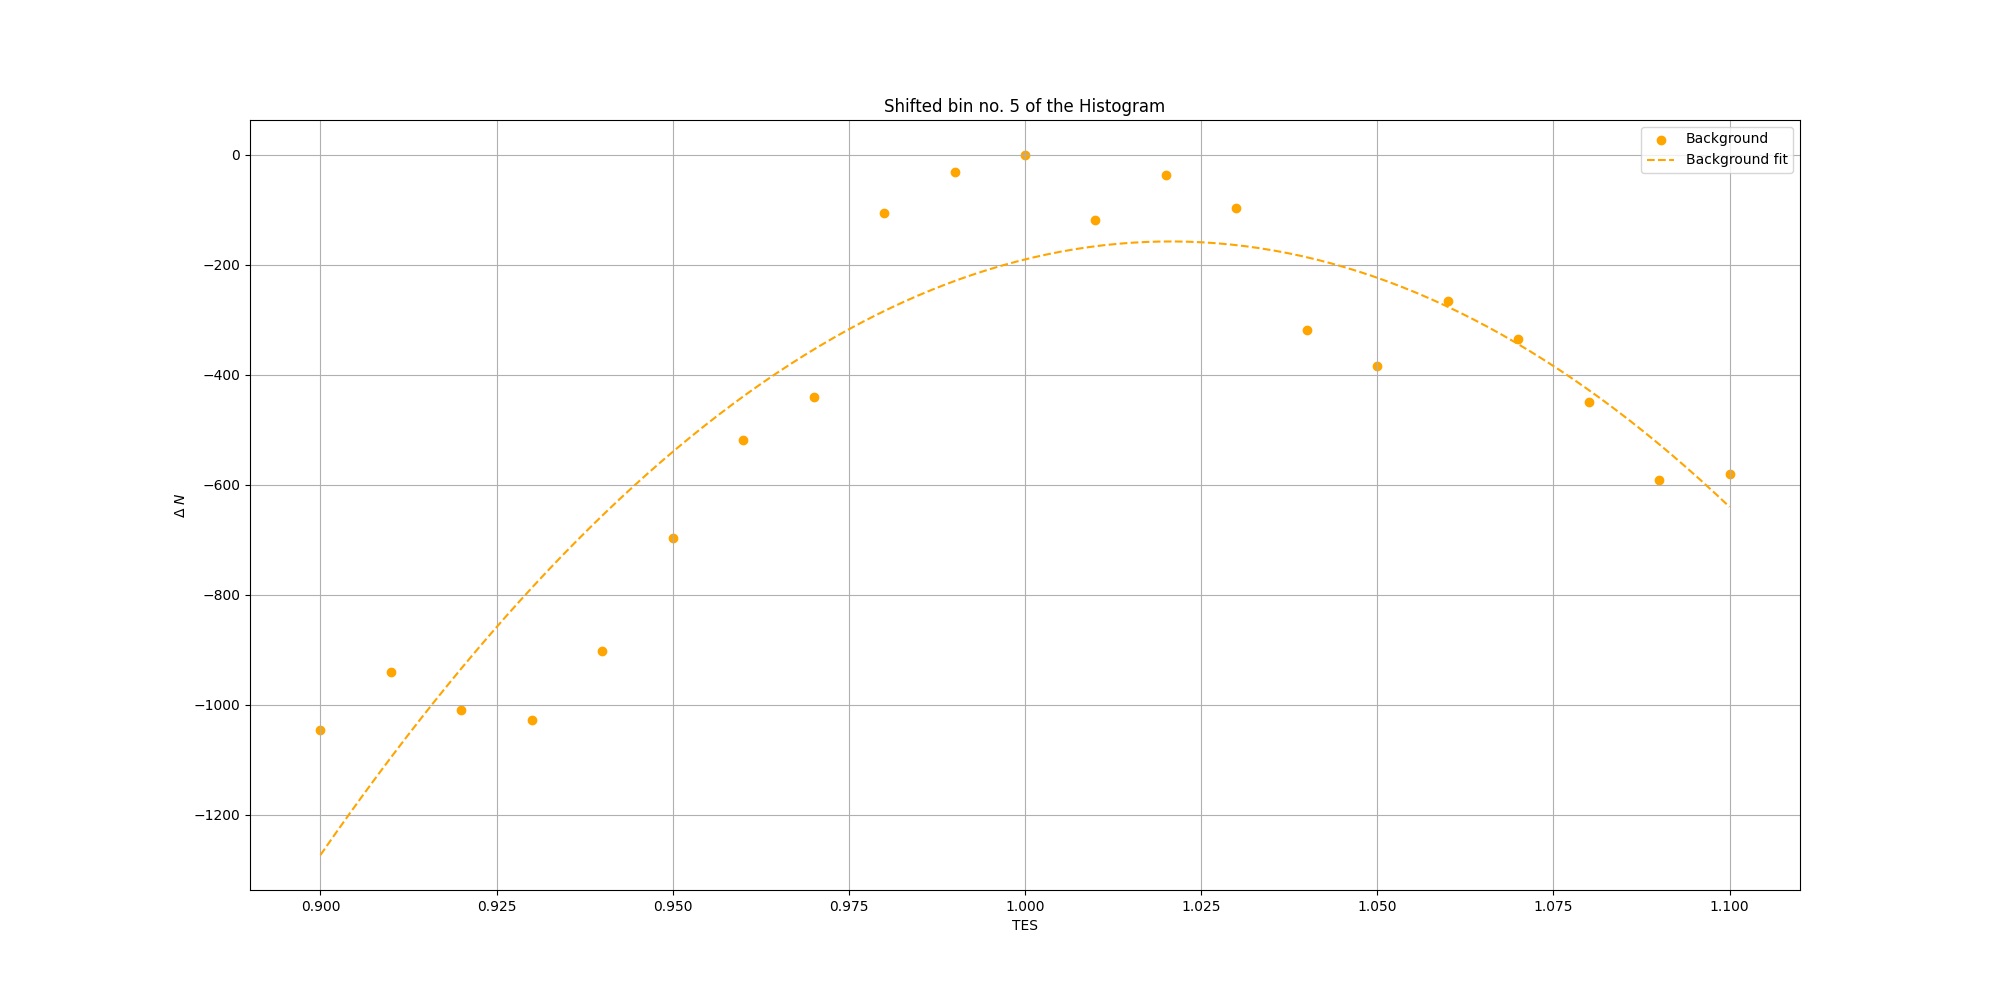 Shifted bin no. 5 of the Histogram
Background
Background fit
0
−200
−400
−600
−800
−1000
−1200
Δ N
0.900 0.925 0.950 0.975 1.000 1.025 1.050 1.075 1.100
TES